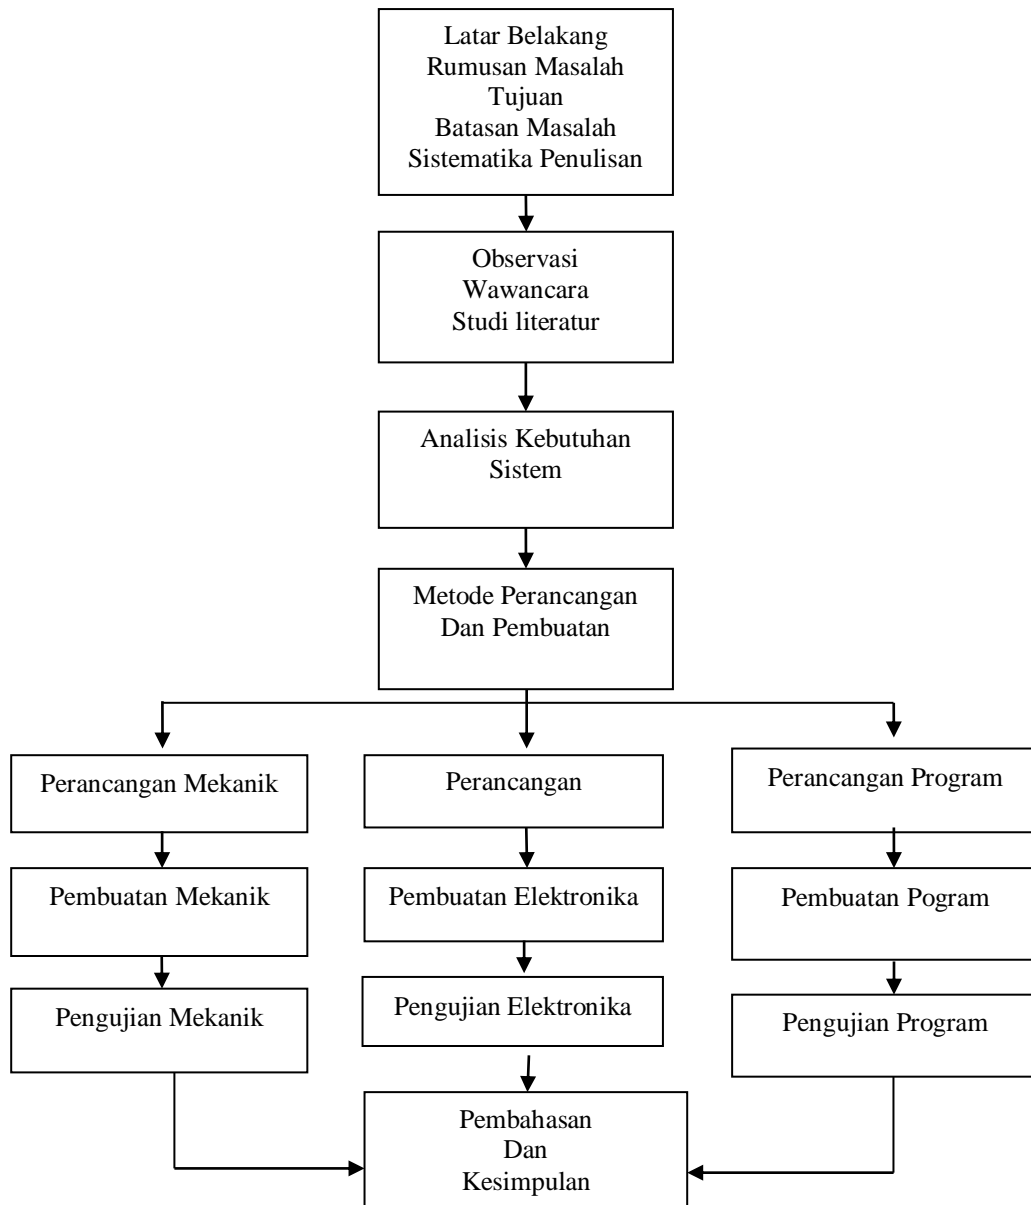 Latar Belakang
Rumusan Masalah
Tujuan
Batasan Masalah
Sistematika Penulisan
Observasi
Wawancara
Studi literatur
Analisis Kebutuhan
Sistem
Metode Perancangan
Dan Pembuatan
Perancangan Mekanik
Perancangan
Perancangan Program
Pembuatan Mekanik
Pembuatan Elektronika
Pembuatan Pogram
Pengujian Mekanik
Pengujian Elektronika
Pengujian Program
Pembahasan
Dan
Kesimpulan